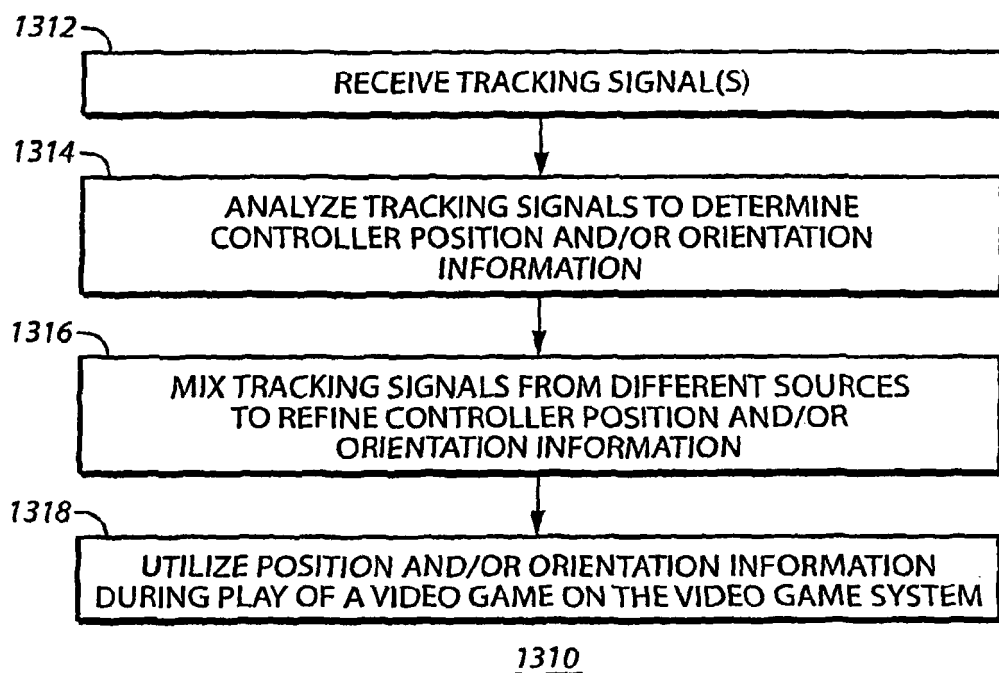 1312
RECEIVE TRACKING SIGNAL(S)
1314
ANALYZE TRACKING SIGNALS TO DETERMINE
CONTROLLER POSITION AND/OR ORIENTATION
INFORMATION
1316
MIX TRACKING SIGNALS FROM DIFFERENT SOURCES
TO REFINE CONTROLLER POSITION AND/OR
ORIENTATION INFORMATION
1318
UTILIZE POSITION AND/OR ORIENTATION INFORMATION
DURING PLAY OF A VIDEO GAME ON THE VIDEO GAME SYSTEM
1310